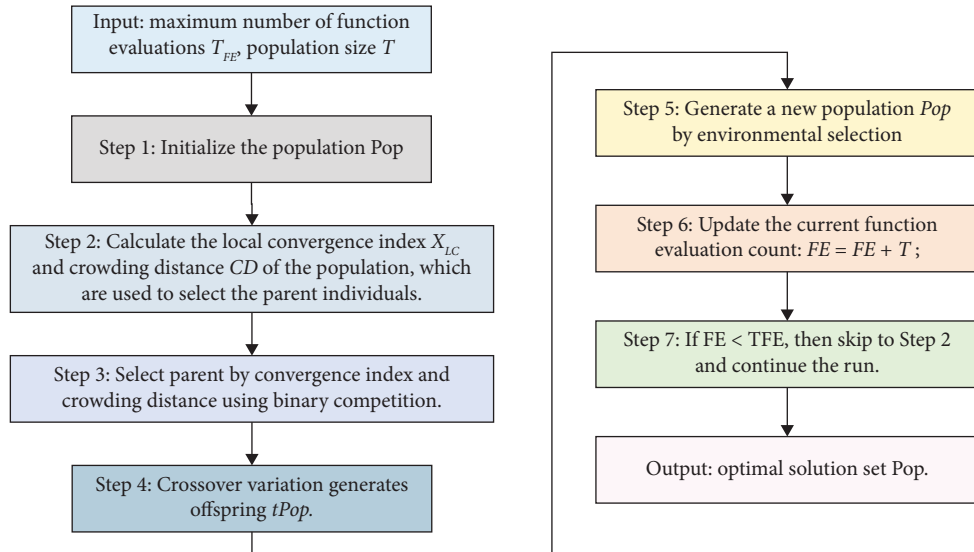 Input: maximum number of function
evaluations T_FE, population size T
Step 1: Initialize the population Pop
Step 2: Calculate the local convergence index X_LC
and crowding distance CD of the population, which
are used to select the parent individuals.
Step 3: Select parent by convergence index and
crowding distance using binary competition.
Step 4: Crossover variation generates
offspring tPop.
Step 5: Generate a new population Pop
by environmental selection
Step 6: Update the current function
evaluation count: FE = FE + T ;
Step 7: If FE < TFE, then skip to Step 2
and continue the run.
Output: optimal solution set Pop.